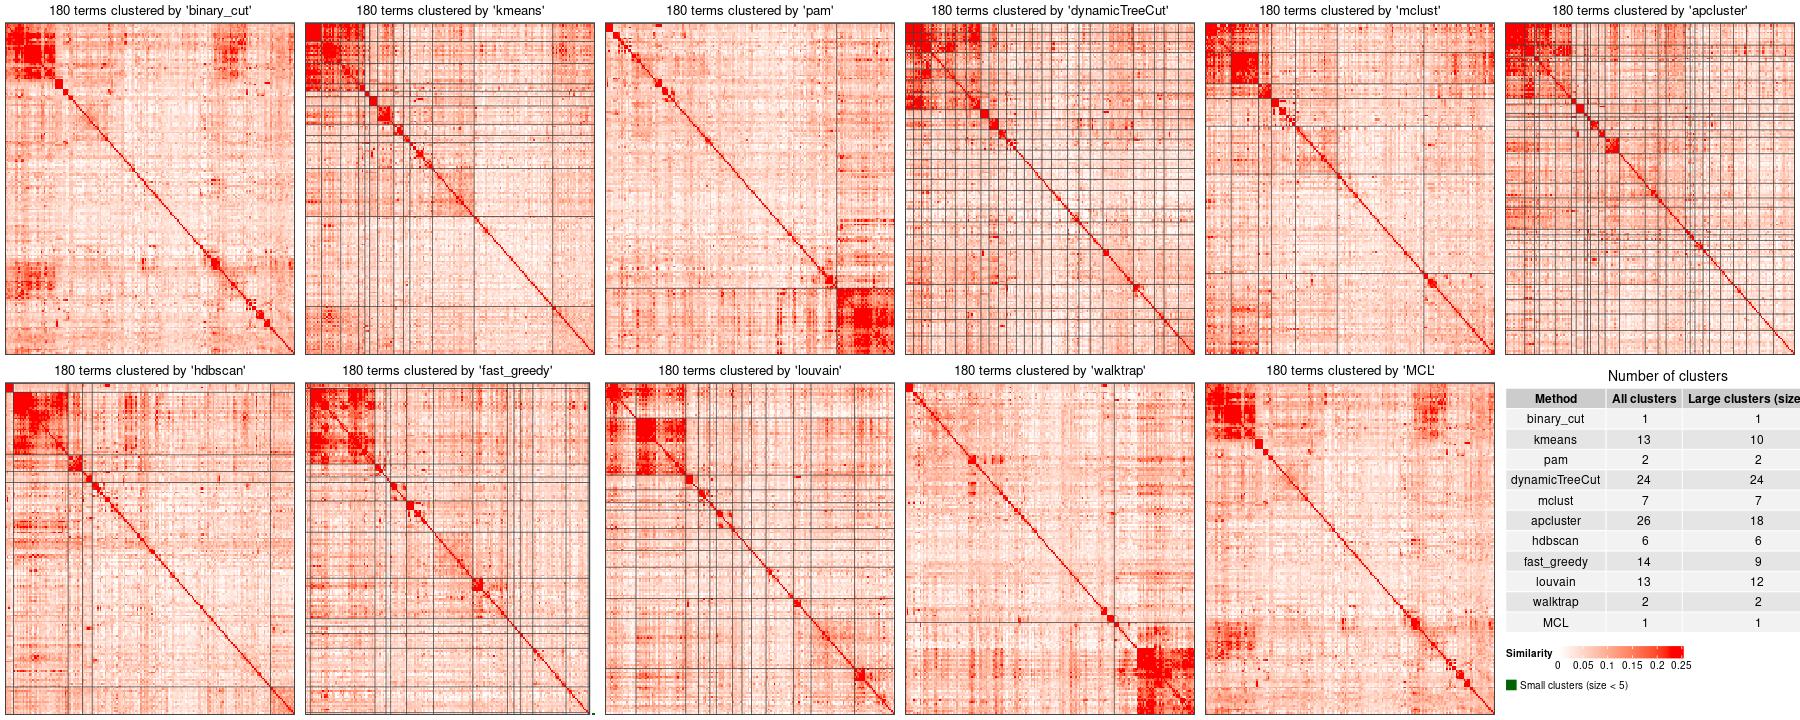 180 terms clustered by 'binary_cut'
180 terms clustered by 'kmeans'
180 terms clustered by 'pam'
180 terms clustered by 'dynamicTreeCut'
180 terms clustered by 'mclust'
180 terms clustered by 'apcluster'
180 terms clustered by 'hdbscan'
180 terms clustered by 'fast_greedy'
180 terms clustered by 'louvain'
180 terms clustered by 'walktrap'
180 terms clustered by 'MCL'
Number of clusters
Method All clusters Large clusters (size
binary_cut 1 1
kmeans 13 10
pam 2 2
dynamicTreeCut 24 24
mclust 7 7
apcluster 26 18
hdbscan 6 6
fast_greedy 14 9
louvain 13 12
walktrap 2 2
MCL 1 1
Similarity
0 0.05 0.1 0.15 0.2 0.25
Small clusters (size < 5)